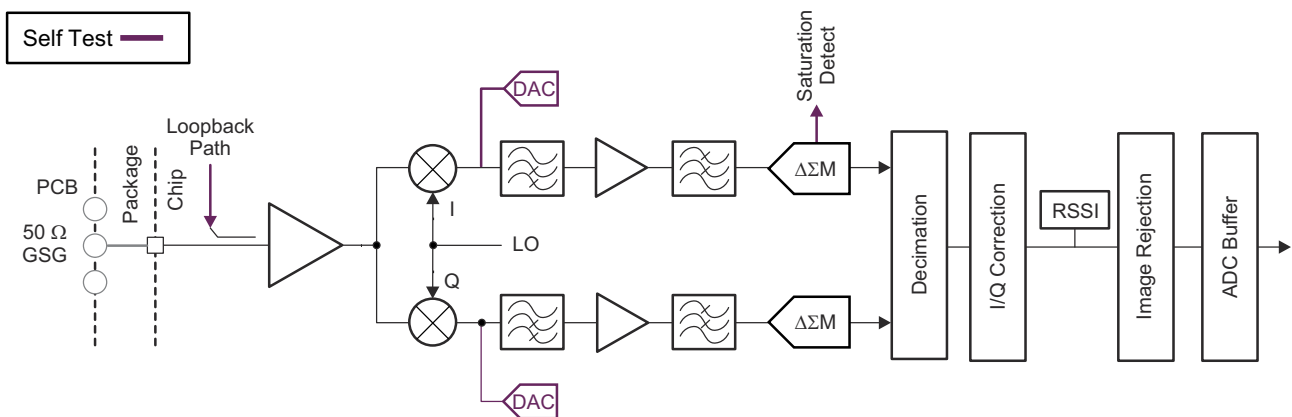 Self Test
Saturation
Detect
DAC
Loopback
Path
PCB
Package
Chip
50 Ω
GSG
I
LO
Q
ΔΣM
Decimation
I/Q Correction
RSSI
Image Rejection
ADC Buffer
ΔΣM
DAC